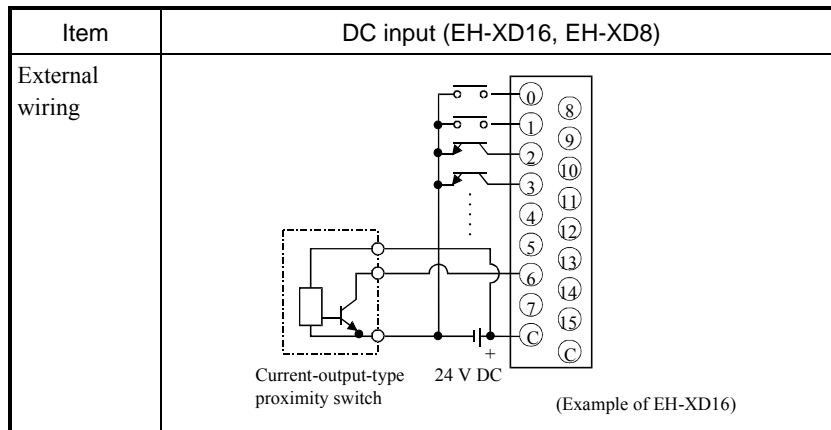 Item
DC input (EH-XD16, EH-XD8)
External
wiring
0
8
1
9
2
10
3
11
4
12
5
13
6
14
7
15
C
C
+
Current-output-type
proximity switch
24 V DC
(Example of EH-XD16)